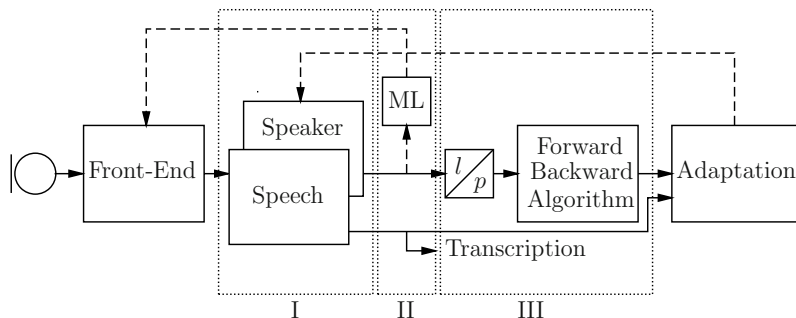 ML
Speaker
Front-End
Speech
l
p
Forward
Backward
Algorithm
Adaptation
Transcription
I
II
III